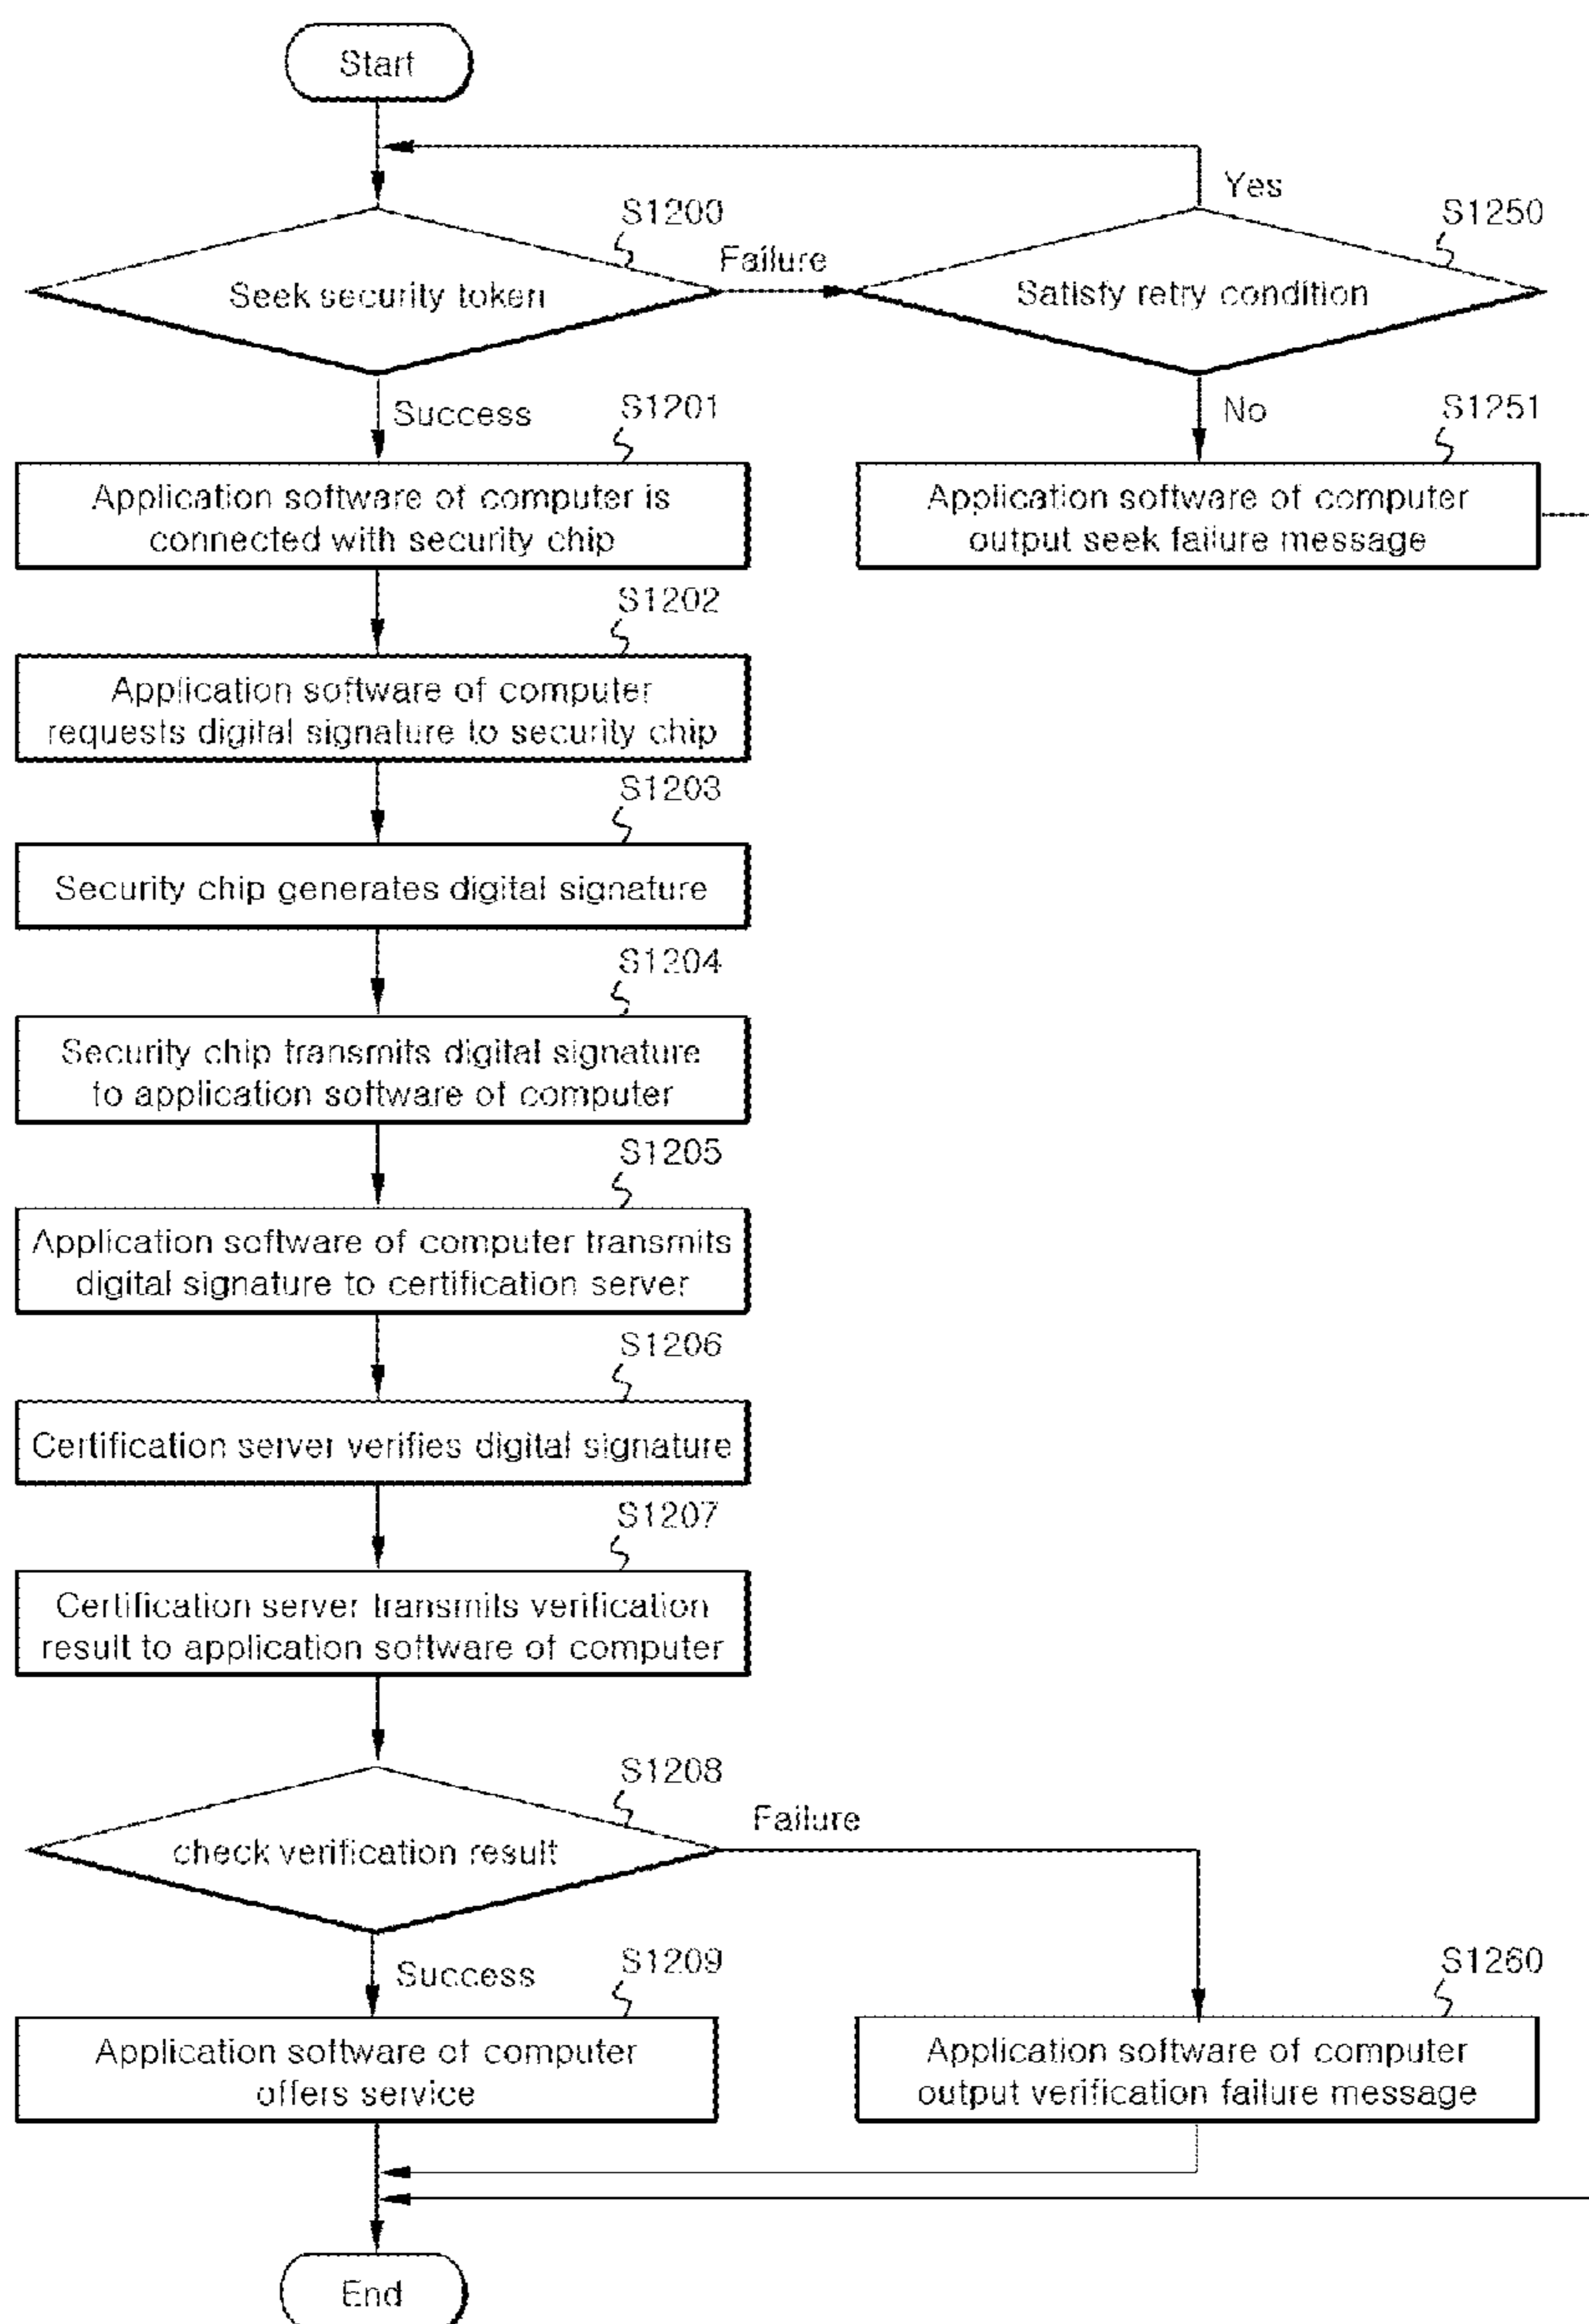 Start
Yes
S1200
S1250
Failure
Seek security token
Satisfy retry condition
Success
S1201
No
S1251
Application software of computer is
connected with security chip
Application software of computer
output seek failure message
S1202
Application software of computer
requests digital signature to security chip
S1203
Security chip generates digital signature
S1204
Security chip transmits digital signature
to application software of computer
S1205
Application software of computer transmits
digital signature to certification server
S1206
Certification server verifies digital signature
S1207
Certification server transmits verification
result to application software of computer
S1208
Failure
check verification result
Success
S1209
S1260
Application software of computer
offers service
Application software of computer
output verification failure message
End